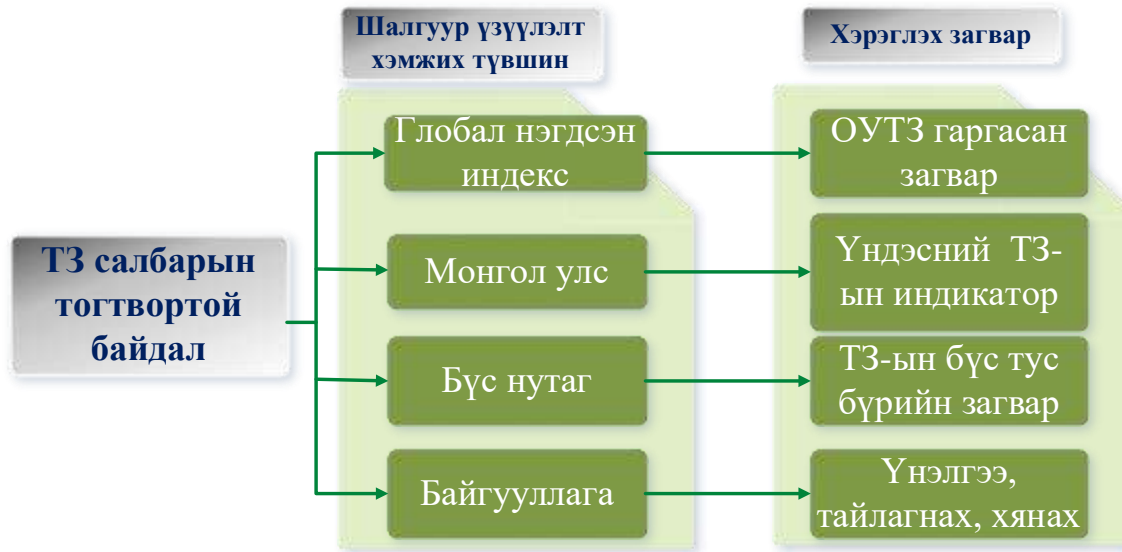 Шалгуур үзүүлэлт
хэмжих түвшин
Хэрэглэх загвар
ТЗ салбарын
тогтвортой
байдал
Глобал нэгдсэн
индекс
ОУТЗ гаргасан
загвар
Монгол улс
Үндэсний ТЗ-
ын индикатор
Бүс нутаг
ТЗ-ын бүс тус
бүрийн загвар
Байгууллага
Үнэлгээ,
тайлагнах, хянах